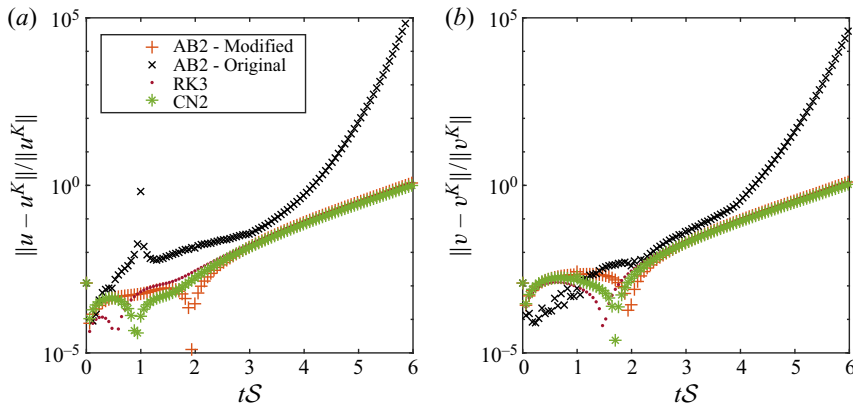 (a)
10^5
10^0
10^{-5}
||u − u^K||/||u^K||
AB2 - Modified
AB2 - Original
RK3
CN2
0 1 2 3 4 5 6
tS
(b)
10^5
10^0
10^{-5}
||v − v^K||/||v^K||
0 1 2 3 4 5 6
tS